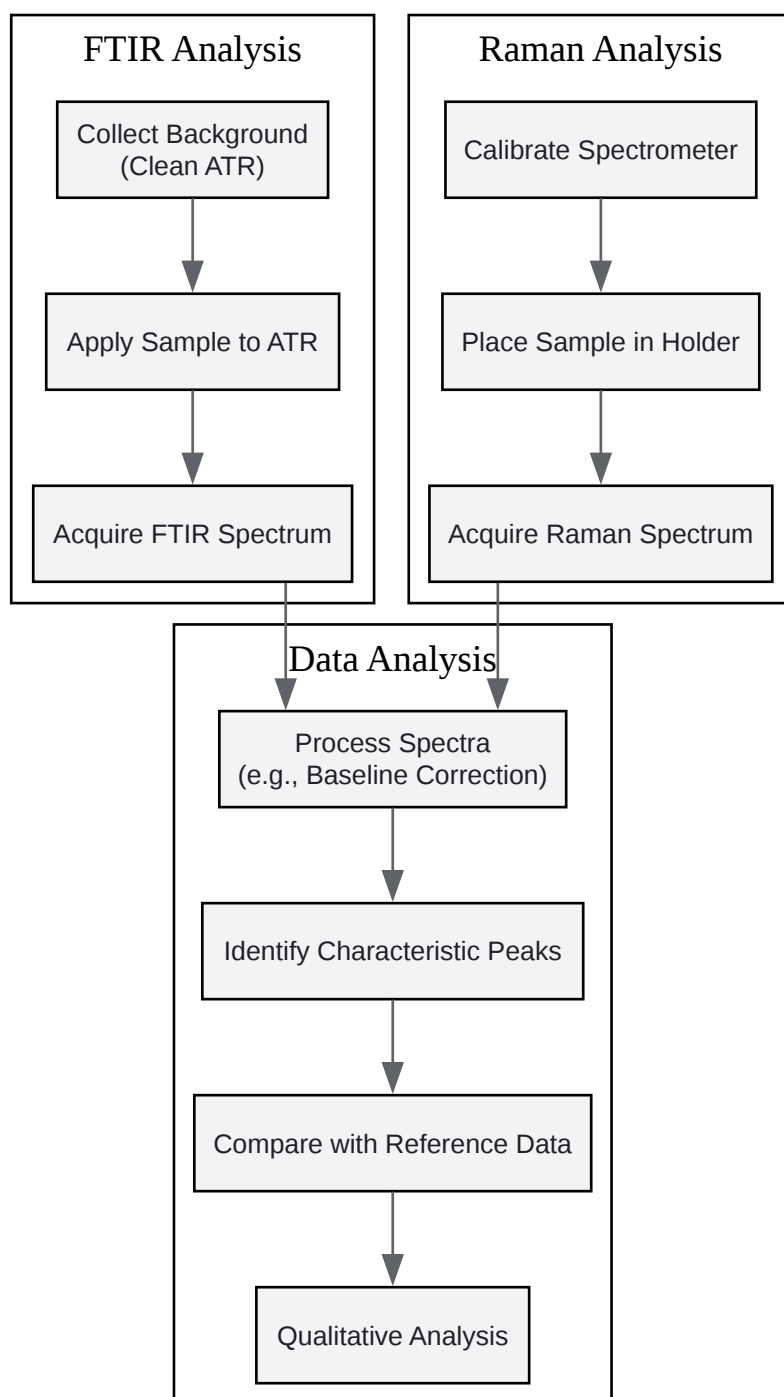 FTIR Analysis
Collect Background
(Clean ATR)
Apply Sample to ATR
Acquire FTIR Spectrum
Raman Analysis
Calibrate Spectrometer
Place Sample in Holder
Acquire Raman Spectrum
Data Analysis
Process Spectra
(e.g., Baseline Correction)
Identify Characteristic Peaks
Compare with Reference Data
Qualitative Analysis